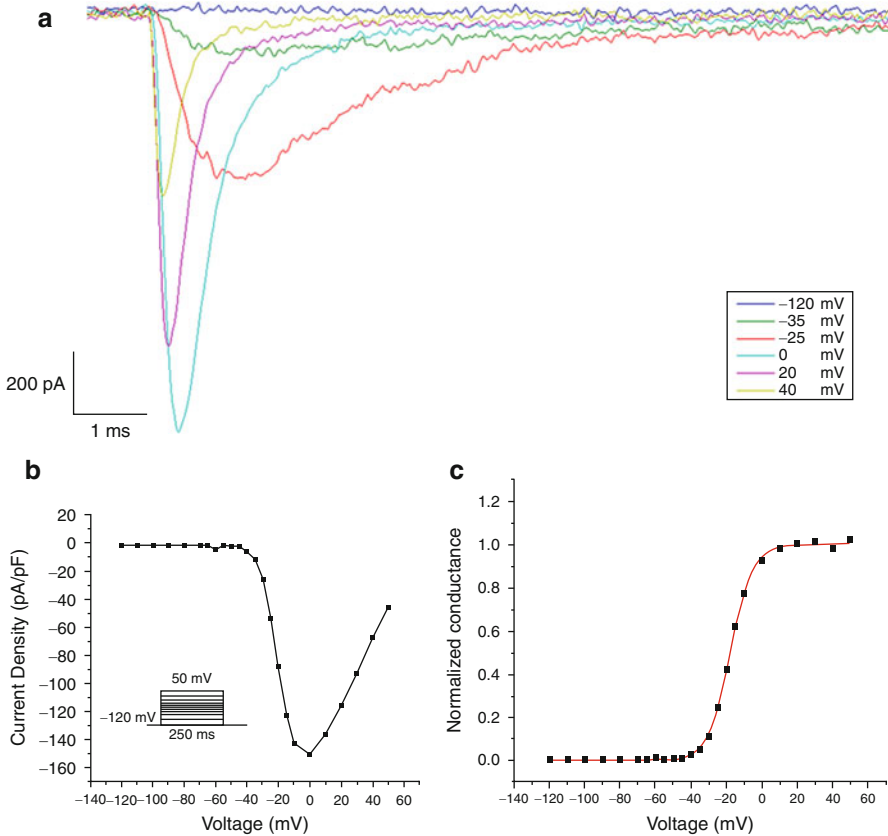 a
200 pA
1 ms
−120 mV
−35 mV
−25 mV
0 mV
20 mV
40 mV
b
20
0
−20
−40
−60
−80
−100
−120
−140
−160
Current Density (pA/pF)
50 mV
−120 mV
250 ms
−140 −120 −100 −80 −60 −40 −20 0 20 40 60
Voltage (mV)
c
1.2
1.0
0.8
0.6
0.4
0.2
0.0
Normalized conductance
−140 −120 −100 −80 −60 −40 −20 0 20 40 60
Voltage (mV)